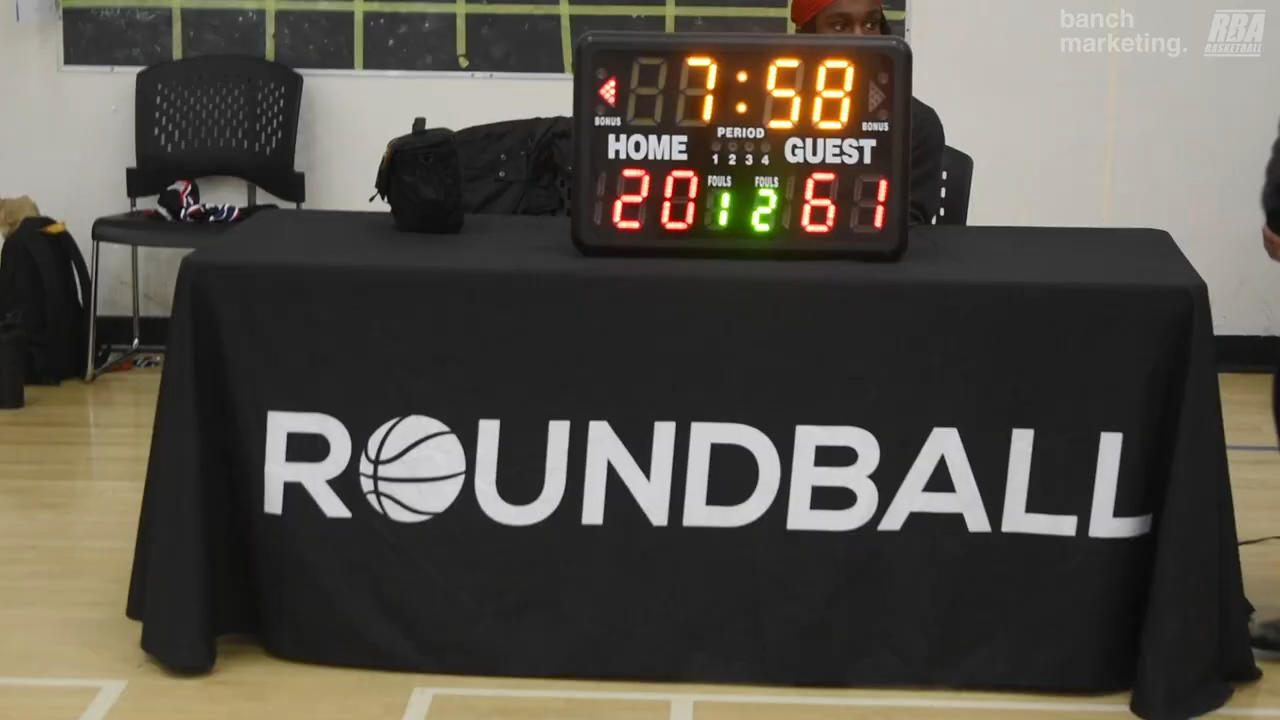 banch
marketing.
RBA
BASKETBALL
7:58
BONUS
BONUS
PERIOD
HOME
GUEST
1 2 3 4
FOULS
FOULS
20
1
2
61
ROUNDBALL